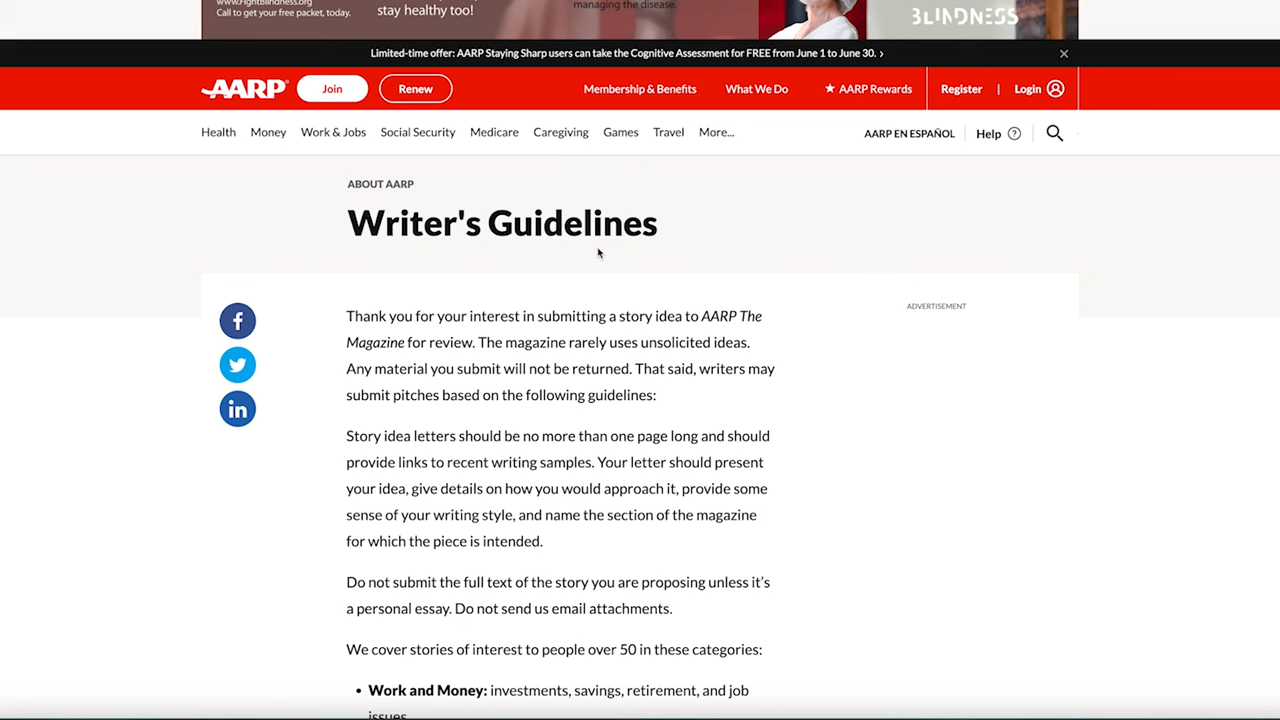 www.FightBlindness.org
Call to get your free packet, today.
stay healthy too!
managing the disease.
BLINDNESS
Limited-time offer: AARP Staying Sharp users can take the Cognitive Assessment for FREE from June 1 to June 30. ›
AARP®
Join
Renew
Membership & Benefits
What We Do
★ AARP Rewards
Register
|
Login
Health
Money
Work & Jobs
Social Security
Medicare
Caregiving
Games
Travel
More...
AARP EN ESPAÑOL
Help ?
ABOUT AARP
Writer's Guidelines
ADVERTISEMENT
Thank you for your interest in submitting a story idea to AARP The
Magazine for review. The magazine rarely uses unsolicited ideas.
Any material you submit will not be returned. That said, writers may
submit pitches based on the following guidelines:
Story idea letters should be no more than one page long and should
provide links to recent writing samples. Your letter should present
your idea, give details on how you would approach it, provide some
sense of your writing style, and name the section of the magazine
for which the piece is intended.
Do not submit the full text of the story you are proposing unless it’s
a personal essay. Do not send us email attachments.
We cover stories of interest to people over 50 in these categories:
• Work and Money: investments, savings, retirement, and job
issues